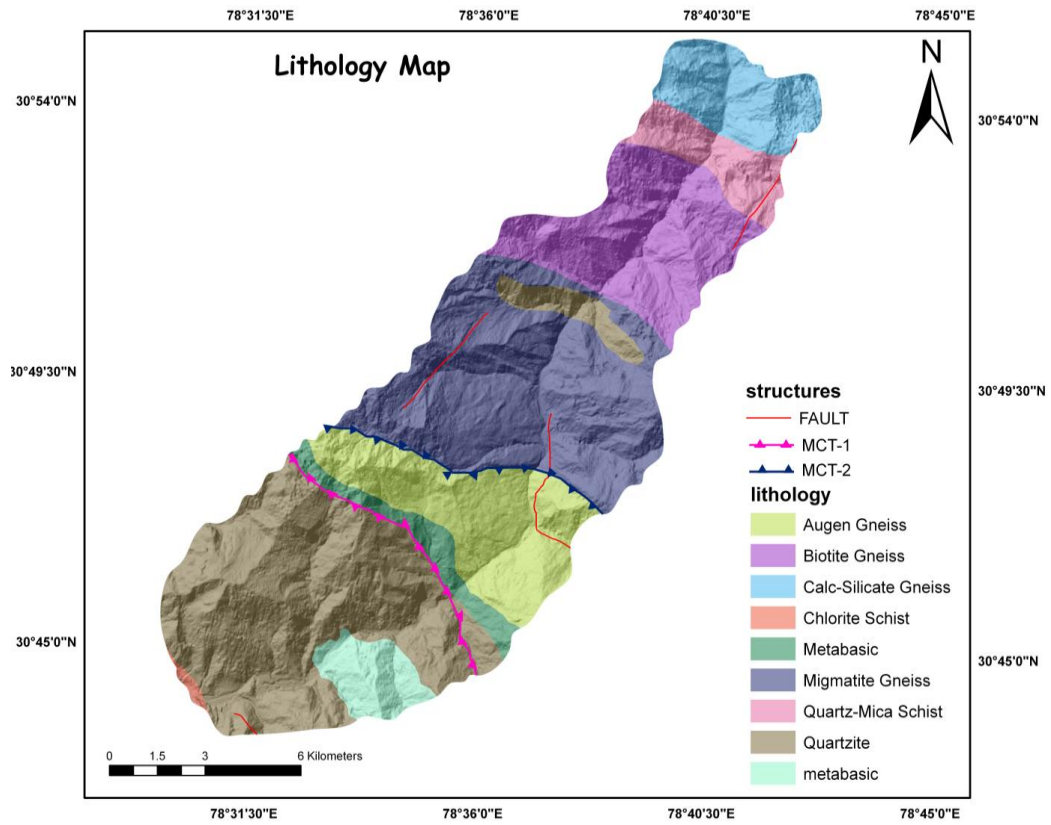 78°31'30"E 78°36'0"E 78°40'30"E 78°45'0"E
Lithology Map
N
30°54'0"N
30°54'0"N
30°49'30"N
30°49'30"N
structures
FAULT
MCT-1
MCT-2
lithology
Augen Gneiss
Biotite Gneiss
Calc-Silicate Gneiss
Chlorite Schist
Metabasic
Migmatite Gneiss
Quartz-Mica Schist
Quartzite
metabasic
30°45'0"N
30°45'0"N
0 1.5 3 6 Kilometers
78°31'30"E 78°36'0"E 78°40'30"E 78°45'0"E